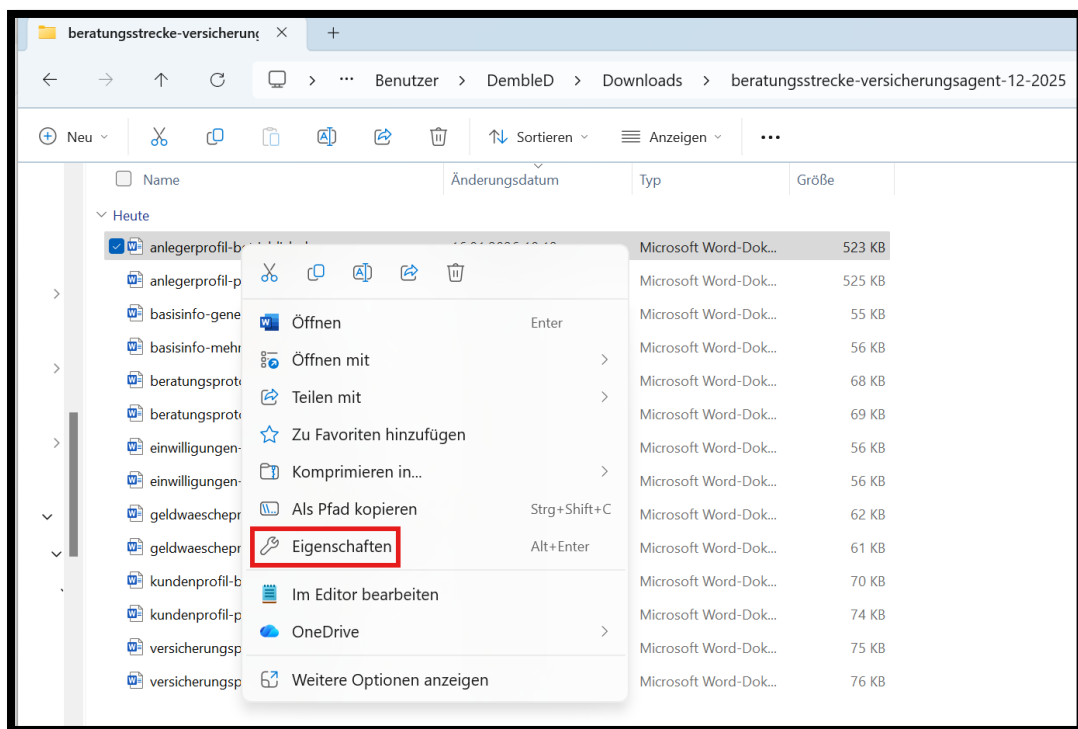 beratungsstrecke-versicherung
Benutzer > DembleD > Downloads > beratungsstrecke-versicherungsagent-12-2025
Neu Sortieren Anzeigen
Name Änderungsdatum Typ Größe
Heute
anlegerprofil-b Microsoft Word-Dok... 523 KB
anlegerprofil-p Microsoft Word-Dok... 525 KB
basisinfo-gene Microsoft Word-Dok... 55 KB
Öffnen Enter
basisinfo-mehr Microsoft Word-Dok... 56 KB
Öffnen mit
beratungsproto Microsoft Word-Dok... 68 KB
Teilen mit
beratungsproto Microsoft Word-Dok... 69 KB
Zu Favoriten hinzufügen
einwilligungen- Microsoft Word-Dok... 56 KB
Komprimieren in...
einwilligungen- Microsoft Word-Dok... 56 KB
Als Pfad kopieren Strg+Shift+C
geldwaeschepr Microsoft Word-Dok... 62 KB
Eigenschaften Alt+Enter
geldwaeschepr Microsoft Word-Dok... 61 KB
kundenprofil-b Microsoft Word-Dok... 70 KB
Im Editor bearbeiten
kundenprofil-p Microsoft Word-Dok... 74 KB
OneDrive
versicherungsp Microsoft Word-Dok... 75 KB
Weitere Optionen anzeigen
versicherungsp Microsoft Word-Dok... 76 KB